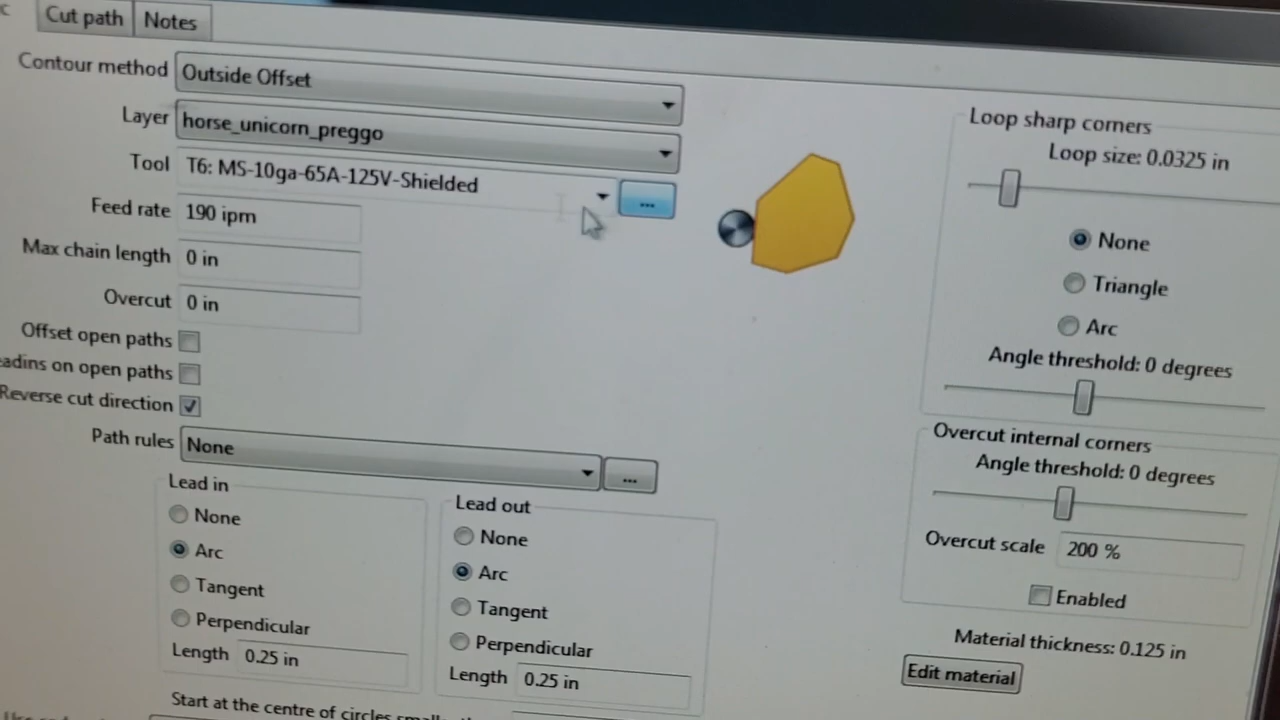 Cut path Notes
Contour method Outside Offset
Layer horse_unicorn_preggo
Tool T6: MS-10ga-65A-125V-Shielded ...
Feed rate 190 ipm
Max chain length 0 in
Overcut 0 in
Offset open paths
on open paths
Reverse cut direction
Path rules None ...
Lead in
None
Arc
Tangent
Perpendicular
Length 0.25 in
Lead out
None
Arc
Tangent
Perpendicular
Length 0.25 in
Start at the centre of circles
Loop sharp corners
Loop size: 0.0325 in
None
Triangle
Arc
Angle threshold: 0 degrees
Overcut internal corners
Angle threshold: 0 degrees
Overcut scale 200 %
Enabled
Material thickness: 0.125 in
Edit material